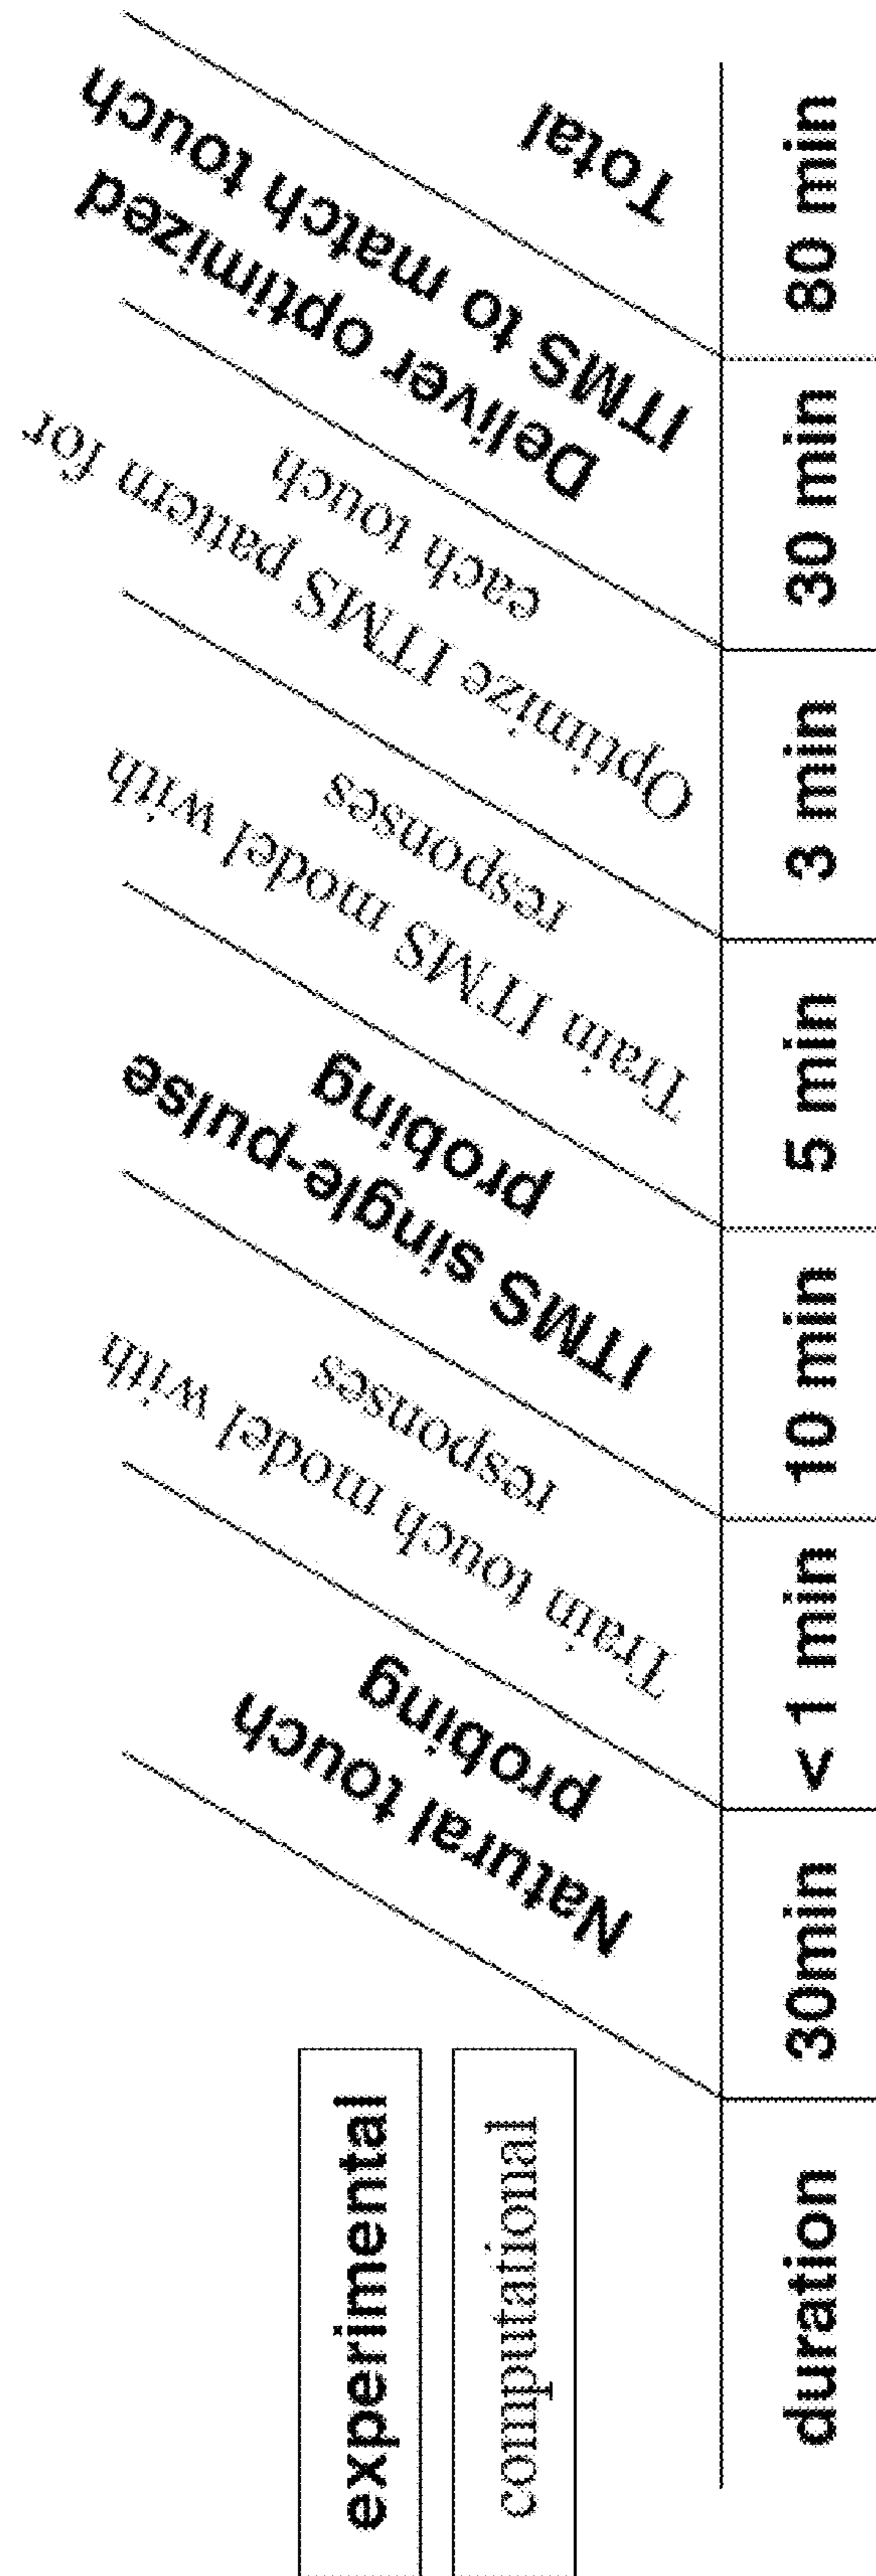 experimental
computational
Natural touch
probing
Train touch model with
responses
ITMS single-pulse
probing
Train ITMS model with
responses
Optimize ITMS pattern for
each touch
Deliver optimized
ITMS to match touch
Total
duration
30min
< 1 min
10 min
5 min
3 min
30 min
80 min